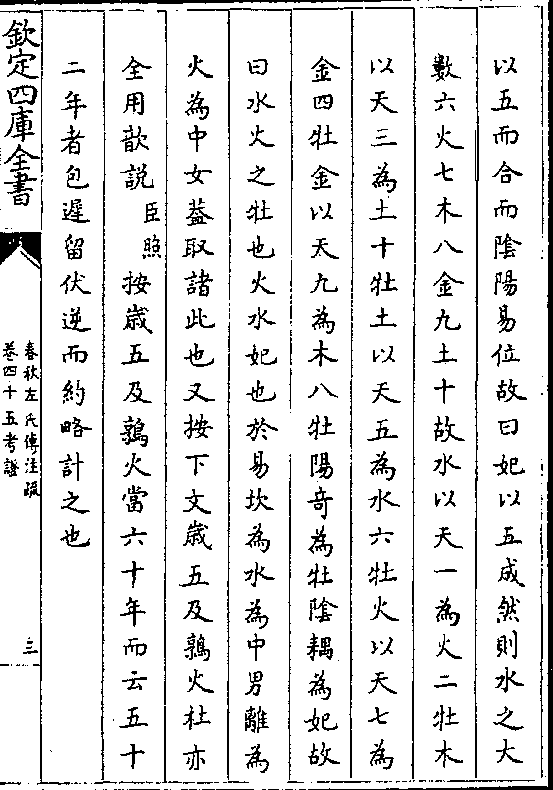 以五而合而陰陽易位故曰妃以五成然則水之大
數六火七木八金九土十故水以天一為火二牡木
以天三為土十牡土以天五為水六牡火以天七為
金四牡金以天九為木八牡陽奇為牡陰耦為妃故
曰水火之牡也火水妃也於易坎為水為中男離為
火為中女葢取諸此也又按下文歳五及鶉火杜亦
全用歆説臣照按歳五及鶉火當六十年而云五十
二年者包遲留伏逆而約略計之也
欽定四庫全書
春秋左氏傳注疏
卷四十五考證
三